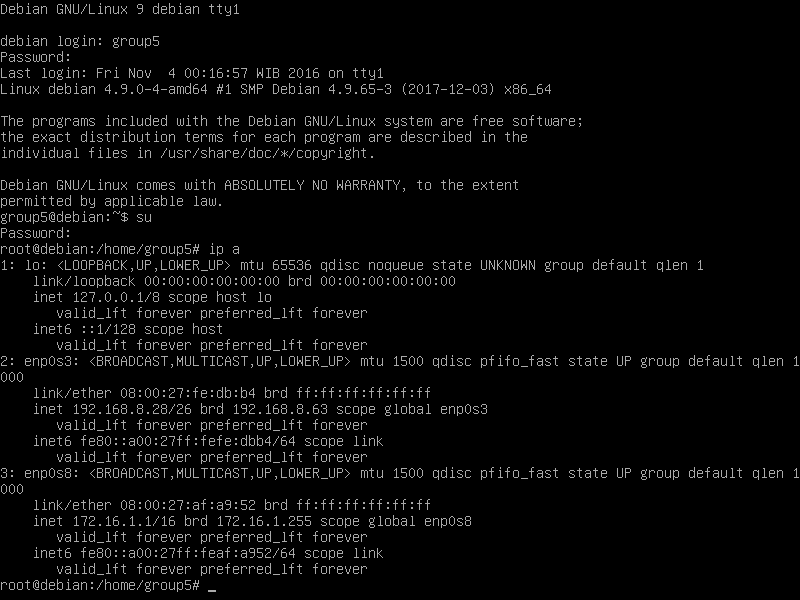 Debian GNU/Linux 9 debian tty1
debian login: group5
Password:
Last login: Fri Nov  4 00:16:57 WIB 2016 on tty1
Linux debian 4.9.0-4-amd64 #1 SMP Debian 4.9.65-3 (2017-12-03) x86_64
The programs included with the Debian GNU/Linux system are free software;
the exact distribution terms for each program are described in the
individual files in /usr/share/doc/*/copyright.
Debian GNU/Linux comes with ABSOLUTELY NO WARRANTY, to the extent
permitted by applicable law.
group5@debian:~$ su
Password:
root@debian:/home/group5# ip a
1: lo: <LOOPBACK,UP,LOWER_UP> mtu 65536 qdisc noqueue state UNKNOWN group default qlen 1
    link/loopback 00:00:00:00:00:00 brd 00:00:00:00:00:00
    inet 127.0.0.1/8 scope host lo
       valid_lft forever preferred_lft forever
    inet6 ::1/128 scope host
       valid_lft forever preferred_lft forever
2: enp0s3: <BROADCAST,MULTICAST,UP,LOWER_UP> mtu 1500 qdisc pfifo_fast state UP group default qlen 1
000
    link/ether 08:00:27:fe:db:b4 brd ff:ff:ff:ff:ff:ff
    inet 192.168.8.28/26 brd 192.168.8.63 scope global enp0s3
       valid_lft forever preferred_lft forever
    inet6 fe80::a00:27ff:fefe:dbb4/64 scope link
       valid_lft forever preferred_lft forever
3: enp0s8: <BROADCAST,MULTICAST,UP,LOWER_UP> mtu 1500 qdisc pfifo_fast state UP group default qlen 1
000
    link/ether 08:00:27:af:a9:52 brd ff:ff:ff:ff:ff:ff
    inet 172.16.1.1/16 brd 172.16.1.255 scope global enp0s8
       valid_lft forever preferred_lft forever
    inet6 fe80::a00:27ff:feaf:a952/64 scope link
       valid_lft forever preferred_lft forever
root@debian:/home/group5# _